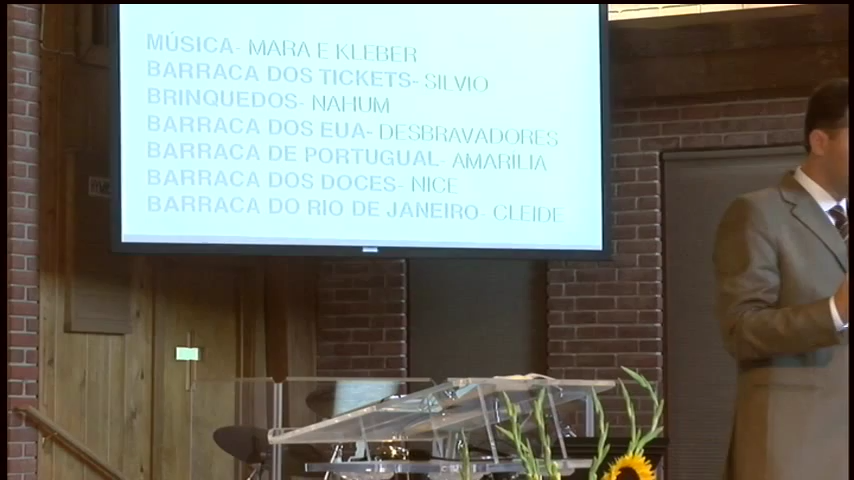 MÚSICA- MARA E KLEBER
BARRACA DOS TICKETS- SILVIO
BRINQUEDOS- NAHUM
BARRACA DOS EUA- DESBRAVADORES
BARRACA DE PORTUGUAL- AMARILIA
BARRACA DOS DOCES- NICE
BARRACA DO RIO DE JANEIRO- CLEIDE